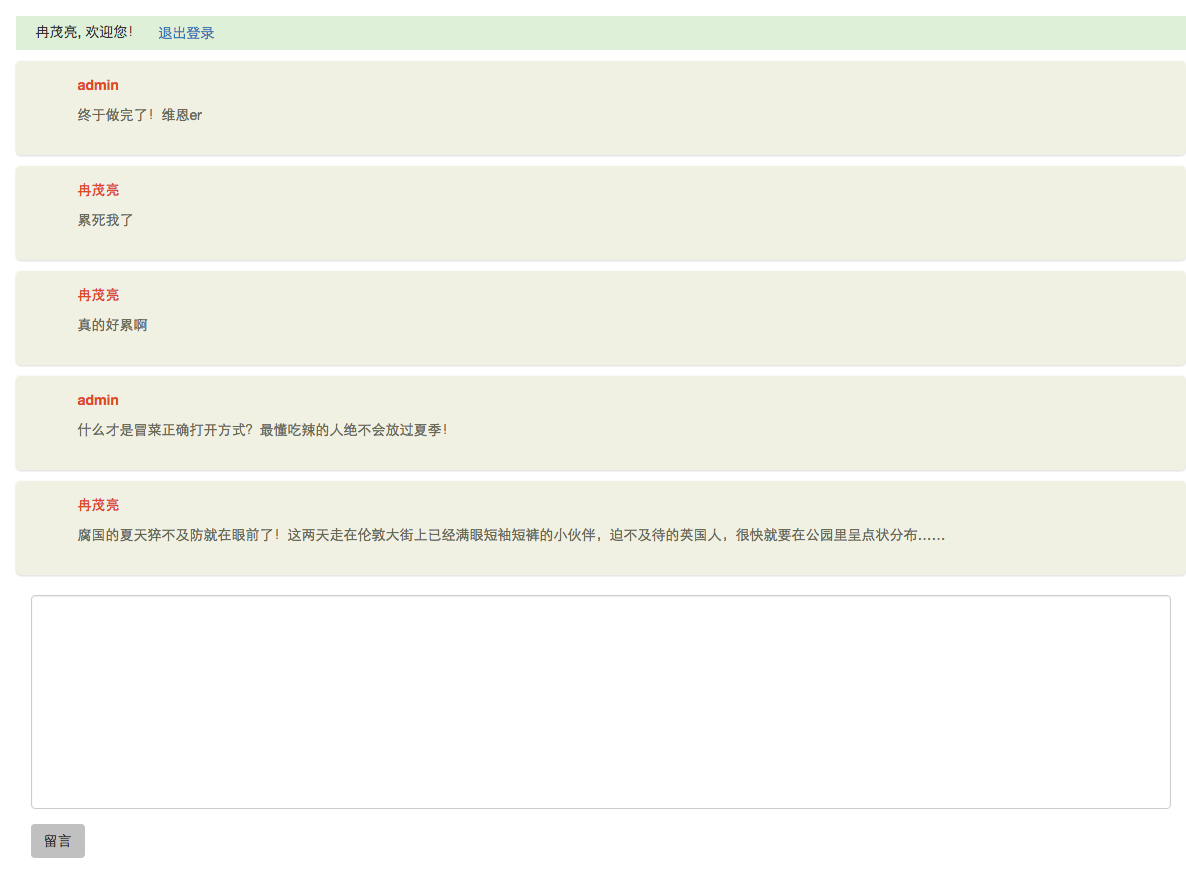 冉茂亮, 欢迎您！ 退出登录
admin
终于做完了！维恩er
冉茂亮
累死我了
冉茂亮
真的好累啊
admin
什么才是冒菜正确打开方式？最懂吃辣的人绝不会放过夏季！
冉茂亮
腐国的夏天猝不及防就在眼前了！这两天走在伦敦大街上已经满眼短袖短裤的小伙伴，迫不及待的英国人，很快就要在公园里呈点状分布……
留言